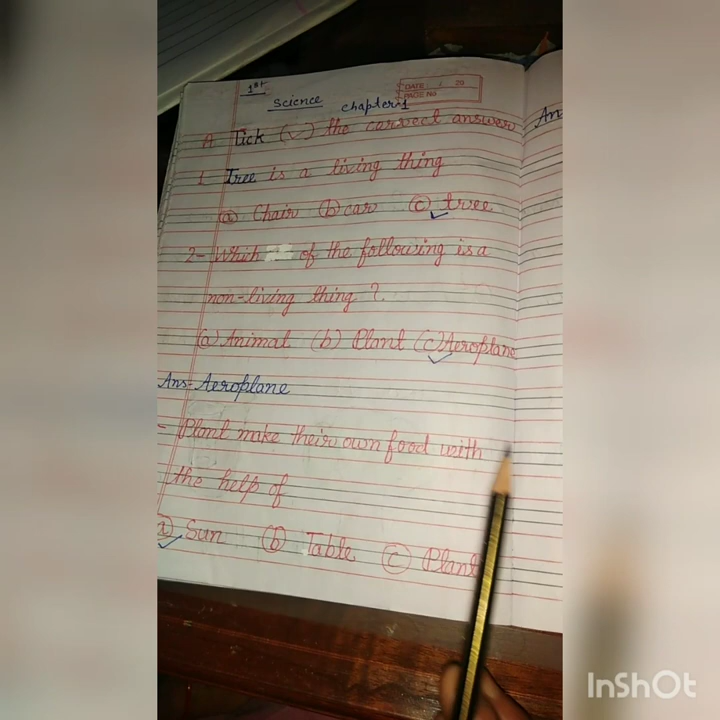 1st
DATE / 20
PAGE NO
Science chapter-1
A Tick (✓) the correct answer
An
1 Tree is a living thing
(a) Chair (b) car (c) tree
2- Which of the following is a
non-living thing ?.
(a) Animal (b) Plant (c) Aeroplane
Ans- Aeroplane
- Plant make their own food with
the help of
(a) Sun (b) Table (c) Plant
InShOt